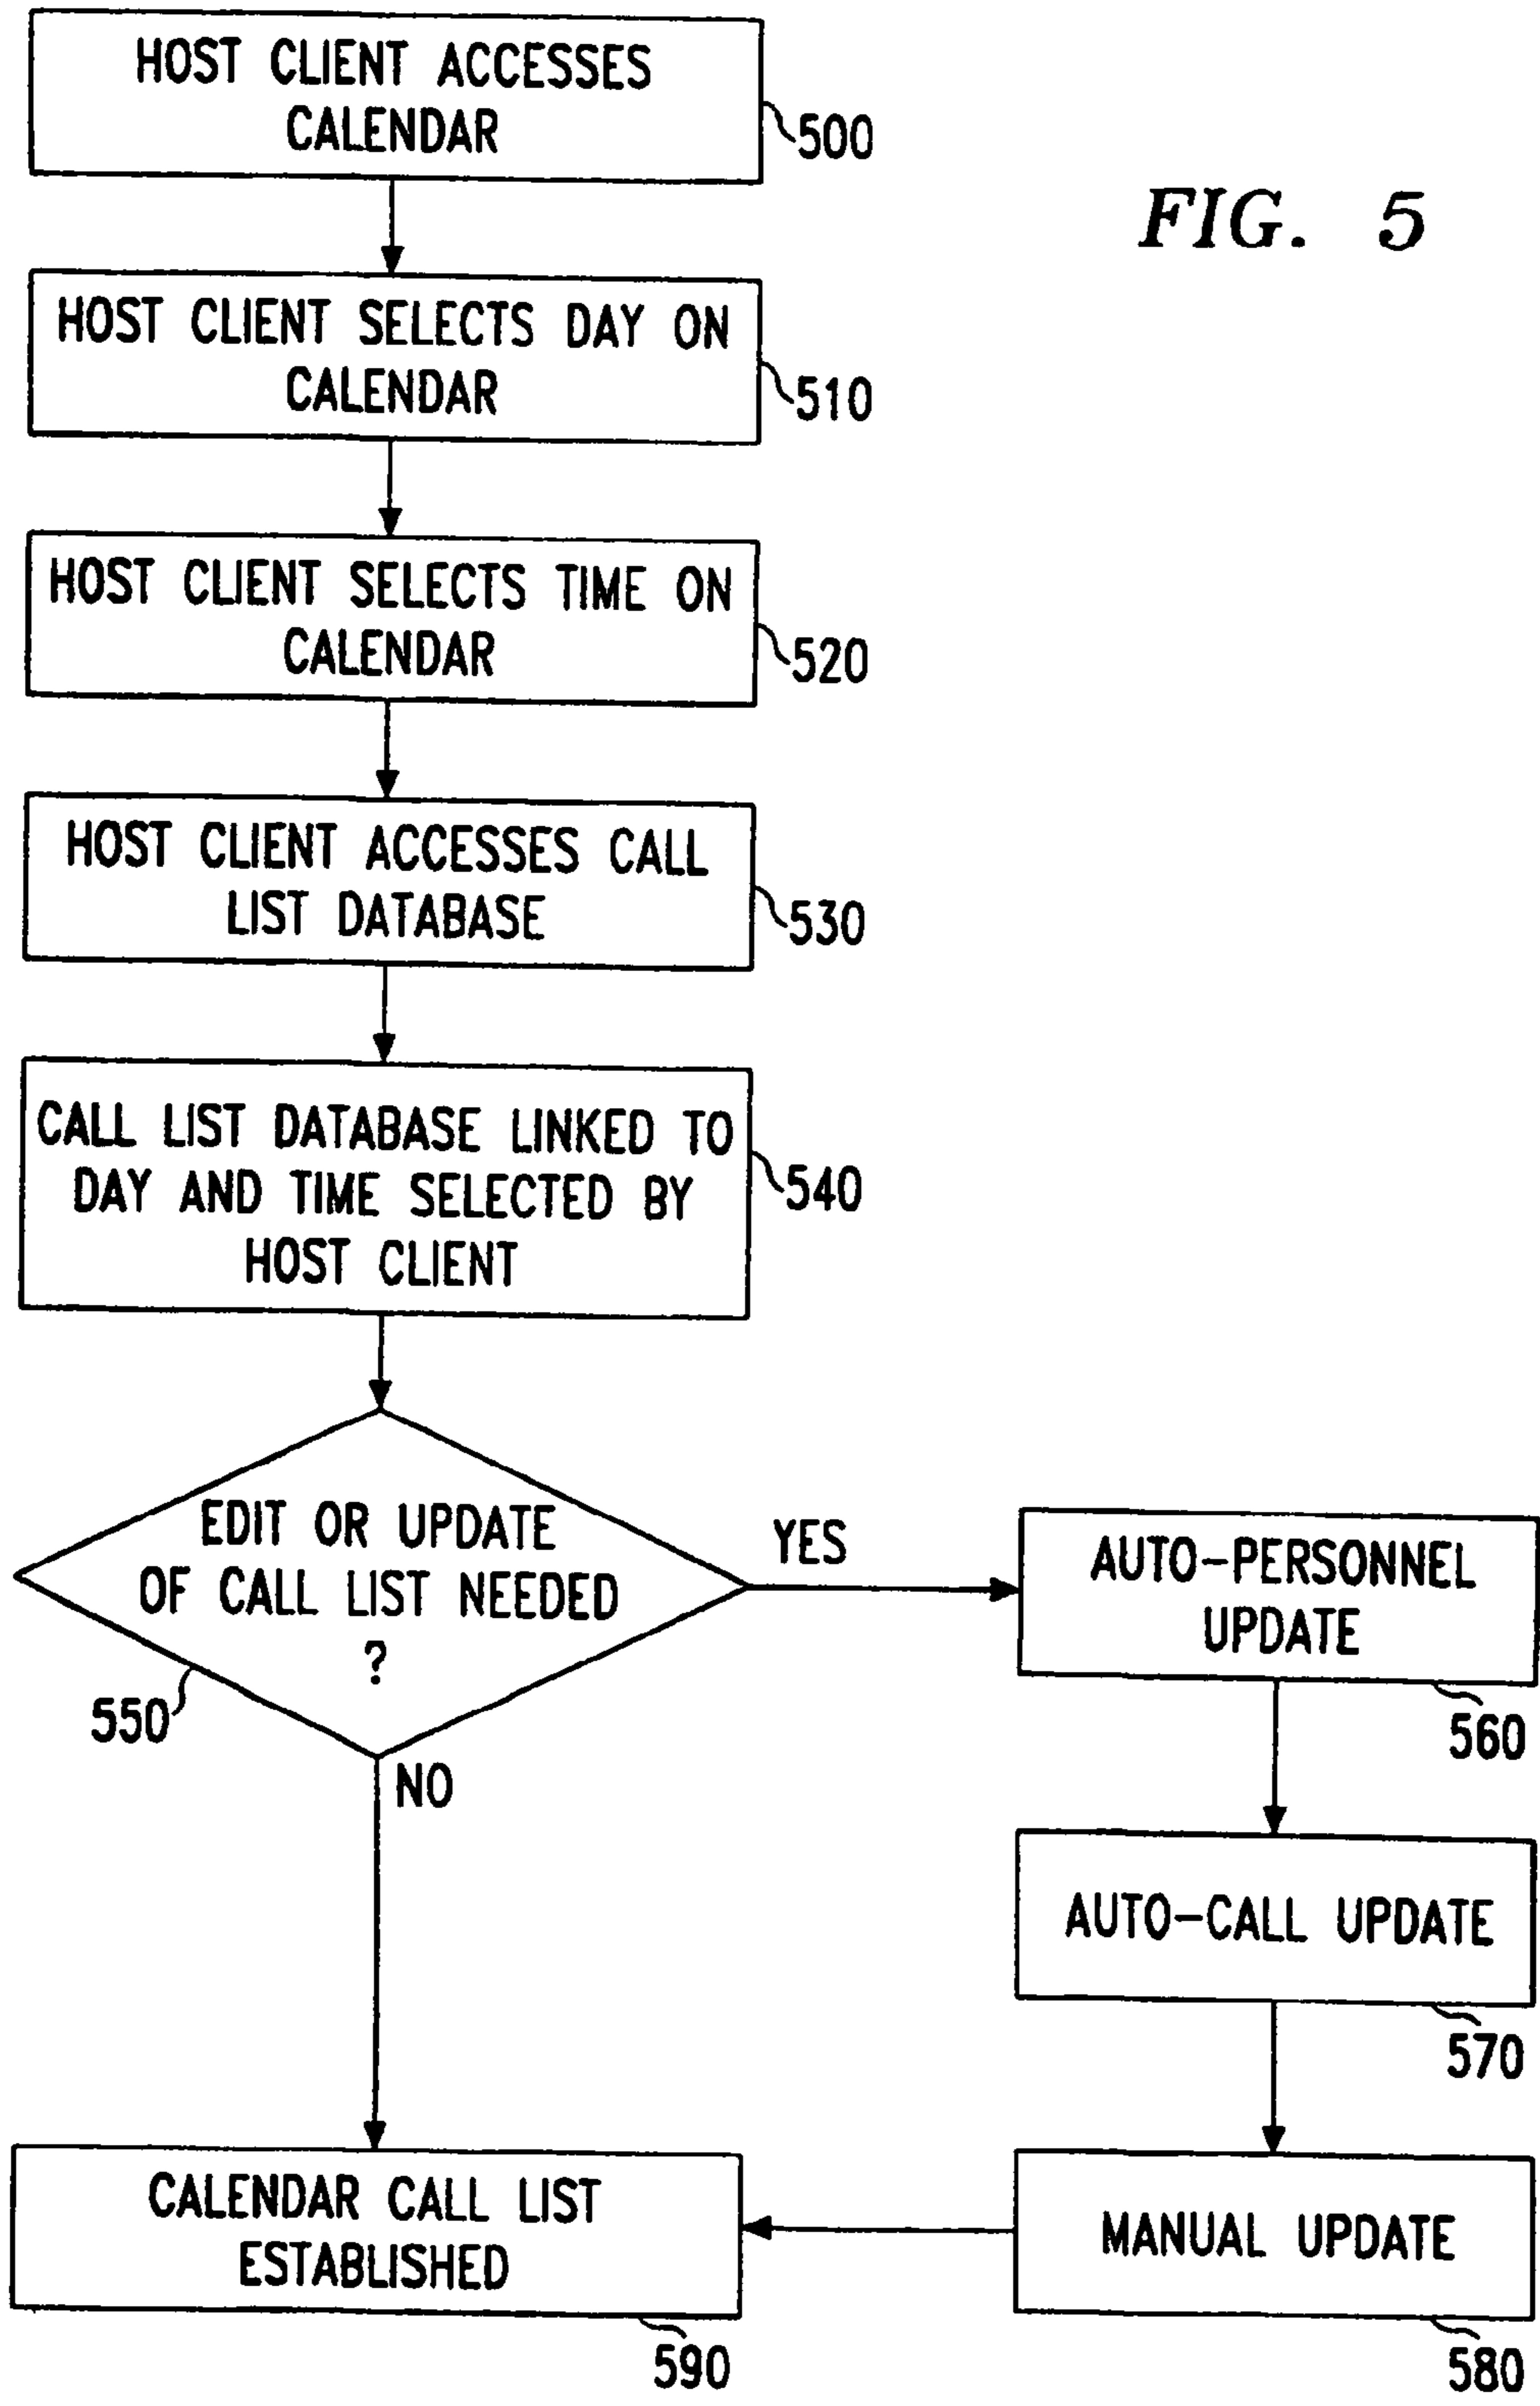 HOST CLIENT ACCESSES
CALENDAR
500
FIG. 5
HOST CLIENT SELECTS DAY ON
CALENDAR
510
HOST CLIENT SELECTS TIME ON
CALENDAR
520
HOST CLIENT ACCESSES CALL
LIST DATABASE
530
CALL LIST DATABASE LINKED TO
DAY AND TIME SELECTED BY
HOST CLIENT
540
EDIT OR UPDATE
OF CALL LIST NEEDED
?
550
YES
NO
AUTO-PERSONNEL
UPDATE
560
AUTO-CALL UPDATE
570
MANUAL UPDATE
580
CALENDAR CALL LIST
ESTABLISHED
590